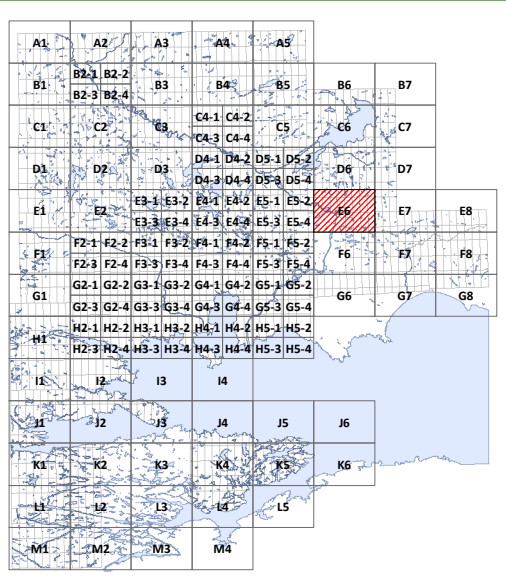 A1 A2 A3 A4 A5
B2-1 B2-2
B1 B3 B4 B5 B6 B7
B2-3 B2-4
C4-1 C4-2
C1 C2 C3 C5 C6 C7
C4-3 C4-4
D4-1 D4-2 D5-1 D5-2
D1 D2 D3 D6 D7
D4-3 D4-4 D5-3 D5-4
E3-1 E3-2 E4-1 E4-2 E5-1 E5-2
E1 E2 E6 E7 E8
E3-3 E3-4 E4-3 E4-4 E5-3 E5-4
F2-1 F2-2 F3-1 F3-2 F4-1 F4-2 F5-1 F5-2
F1 F6 F7 F8
F2-3 F2-4 F3-3 F3-4 F4-3 F4-4 F5-3 F5-4
G2-1 G2-2 G3-1 G3-2 G4-1 G4-2 G5-1 G5-2
G1 G6 G7 G8
G2-3 G2-4 G3-3 G3-4 G4-3 G4-4 G5-3 G5-4
H2-1 H2-2 H3-1 H3-2 H4-1 H4-2 H5-1 H5-2
H1
H2-3 H2-4 H3-3 H3-4 H4-3 H4-4 H5-3 H5-4
I1 I2 I3 I4
J1 J2 J3 J4 J5 J6
K1 K2 K3 K4 K5 K6
L1 L2 L3 L4 L5
M1 M2 M3 M4